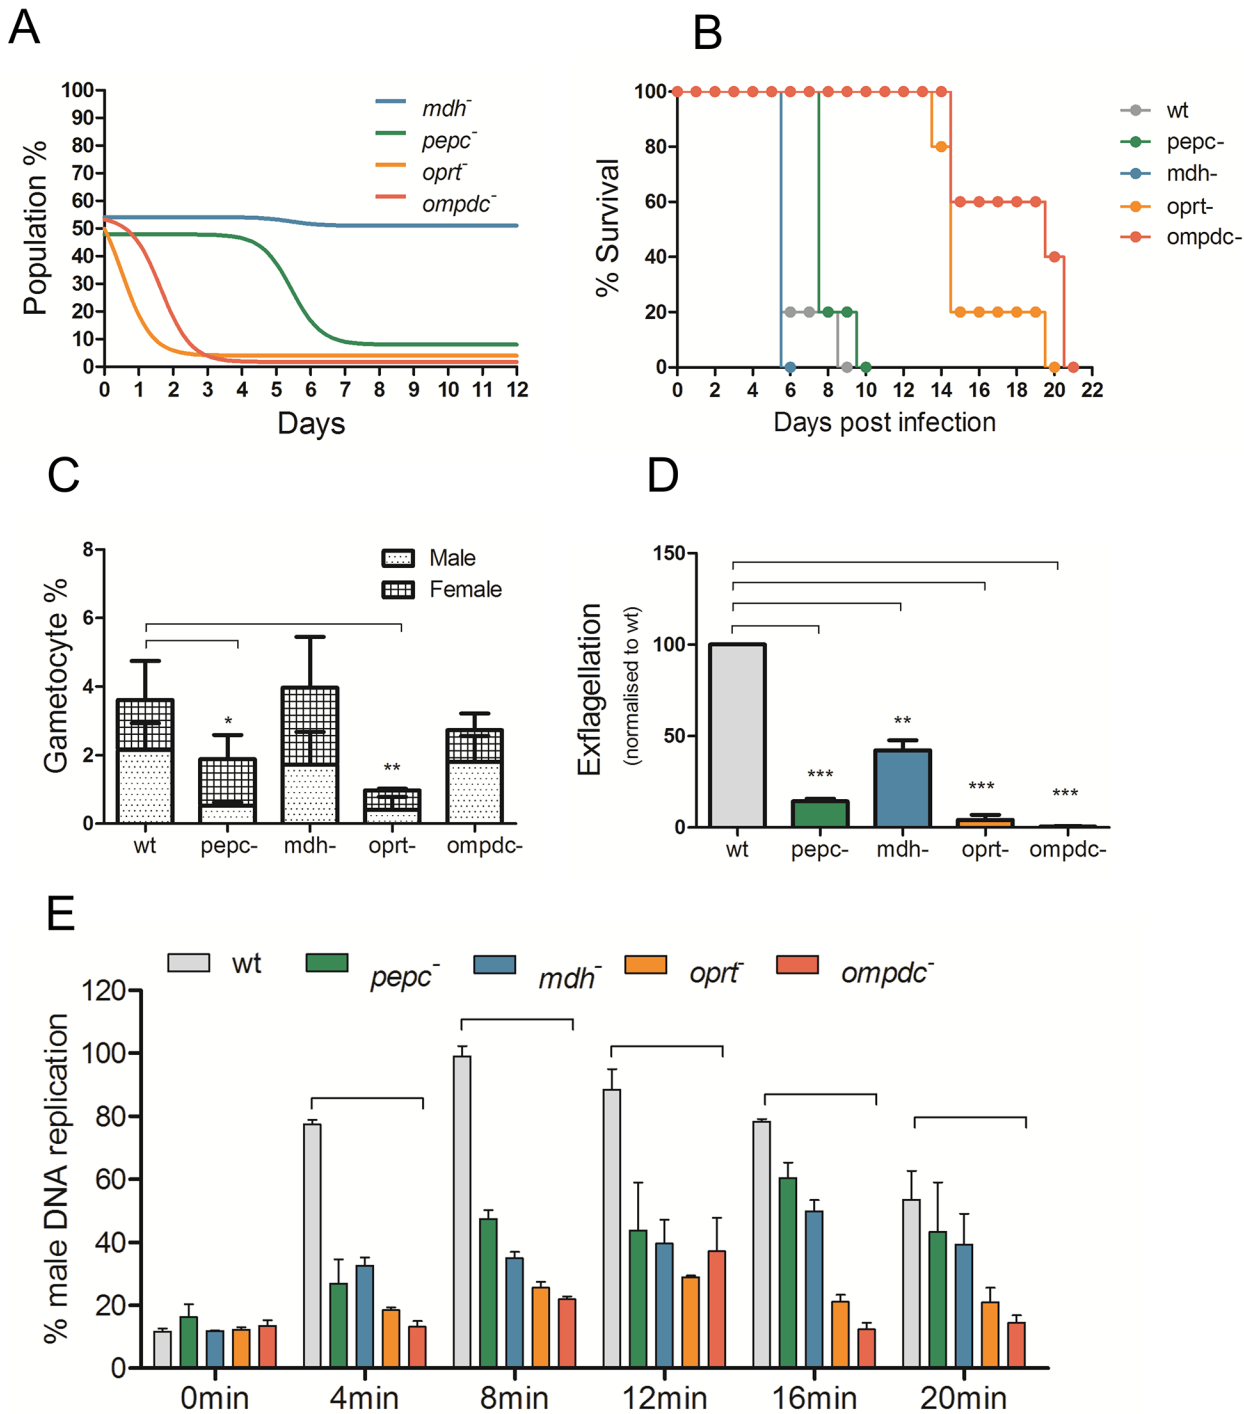 A
100
90
80
70
60
50
40
30
20
10
0
Population %
mdh-
pepc-
oprt-
ompdc-
0 1 2 3 4 5 6 7 8 9 10 11 12
Days
B
100
80
60
40
20
0
% Survival
wt
pepc-
mdh-
oprt-
ompdc-
0 2 4 6 8 10 12 14 16 18 20 22
Days post infection
C
8
6
4
2
0
Gametocyte %
Male
Female
*
**
wt pepc- mdh- oprt- ompdc-
D
150
100
50
0
Exflagellation
(normalised to wt)
***
**
***
***
wt pepc- mdh- oprt- ompdc-
E
wt pepc- mdh- oprt- ompdc-
120
100
80
60
40
20
0
% male DNA replication
0min 4min 8min 12min 16min 20min